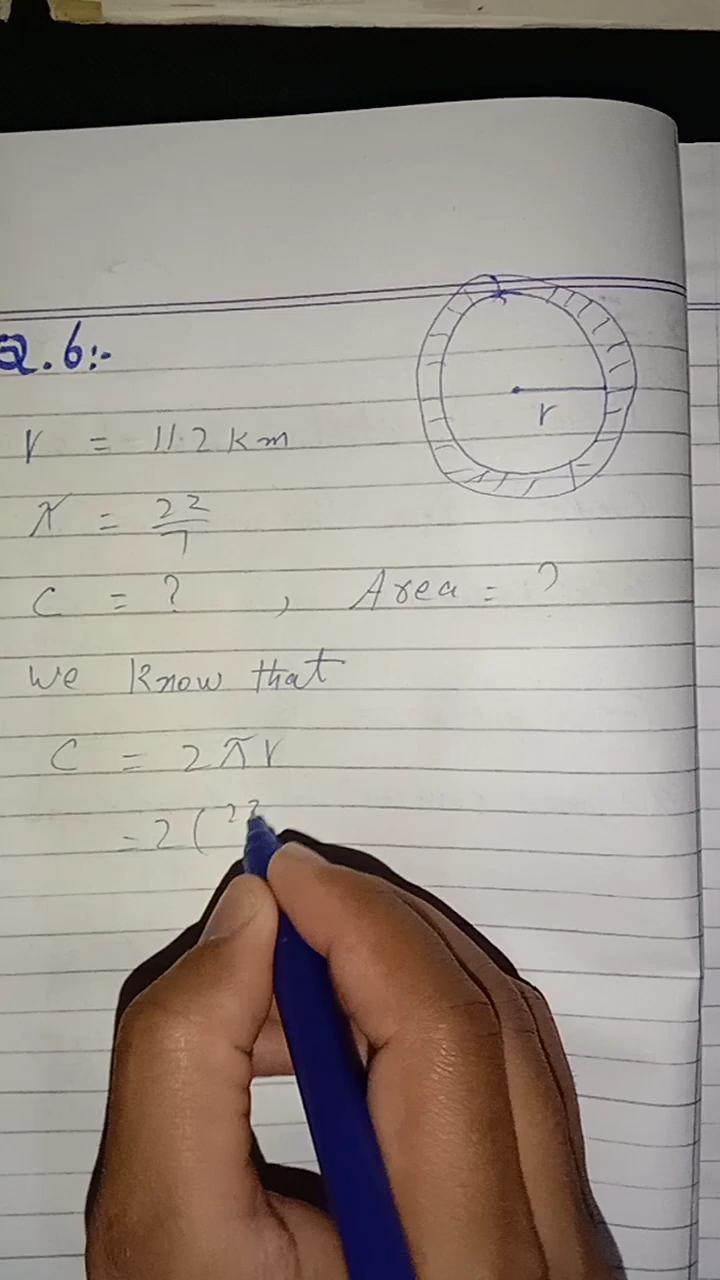 Q.6:-
r
r = 11.2 km
π = 22/7
C = ? , Area = ?
We know that
C = 2πr
= 2 ( 22